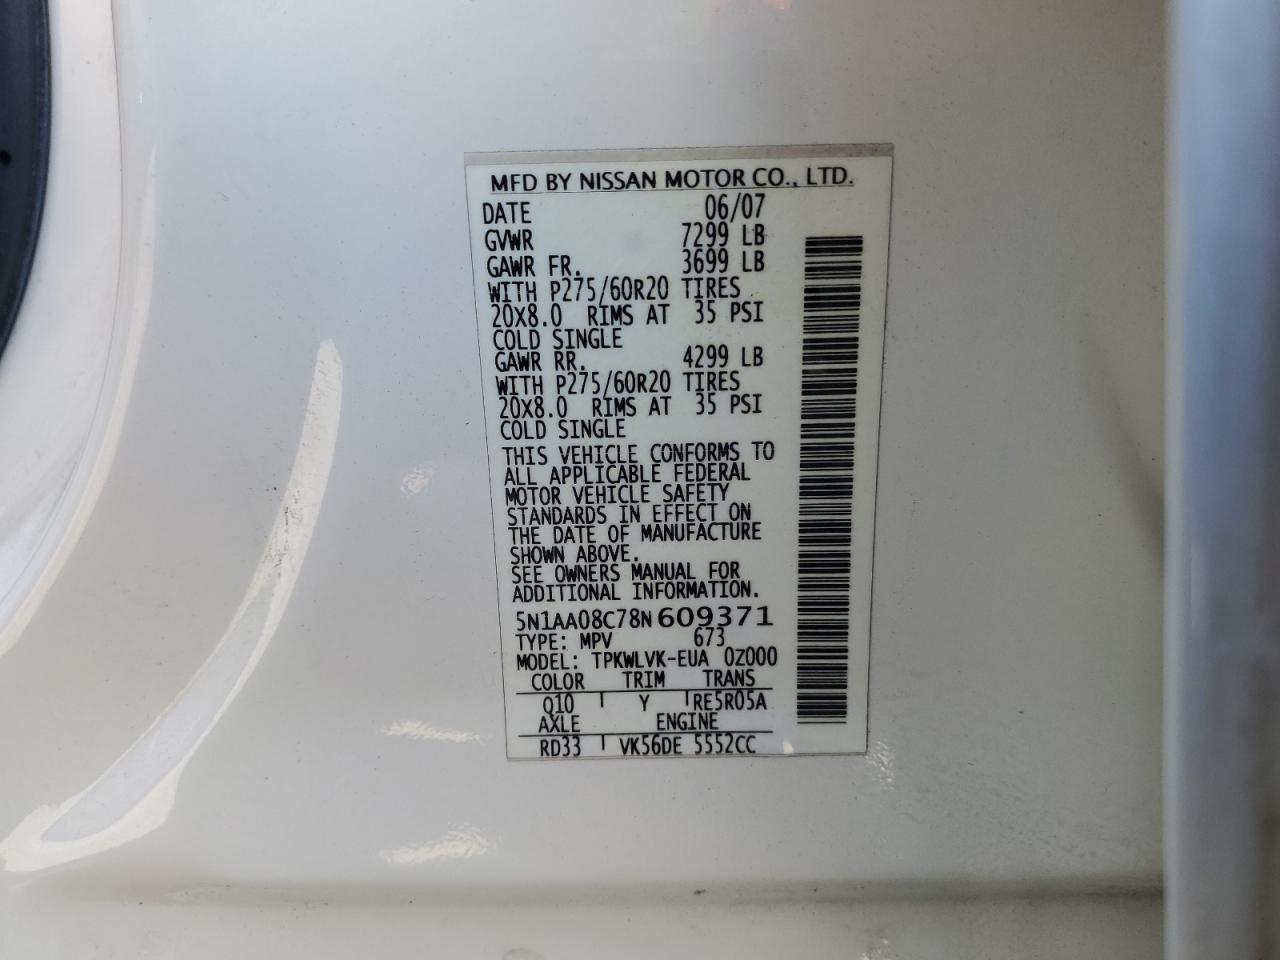 MFD BY NISSAN MOTOR CO., LTD.
DATE 06/07
GVWR 7299 LB
GAWR FR. 3699 LB
WITH P275/60R20 TIRES
20X8.0 RIMS AT 35 PSI
COLD SINGLE
GAWR RR. 4299 LB
WITH P275/60R20 TIRES
20X8.0 RIMS AT 35 PSI
COLD SINGLE
THIS VEHICLE CONFORMS TO
ALL APPLICABLE FEDERAL
MOTOR VEHICLE SAFETY
STANDARDS IN EFFECT ON
THE DATE OF MANUFACTURE
SHOWN ABOVE.
SEE OWNERS MANUAL FOR
ADDITIONAL INFORMATION.
5N1AA08C78N609371
TYPE: MPV 673
MODEL: TPKWLVK-EUA 0Z000
COLOR TRIM TRANS
Q10 Y RE5R05A
AXLE ENGINE
RD33 VK56DE 5552CC